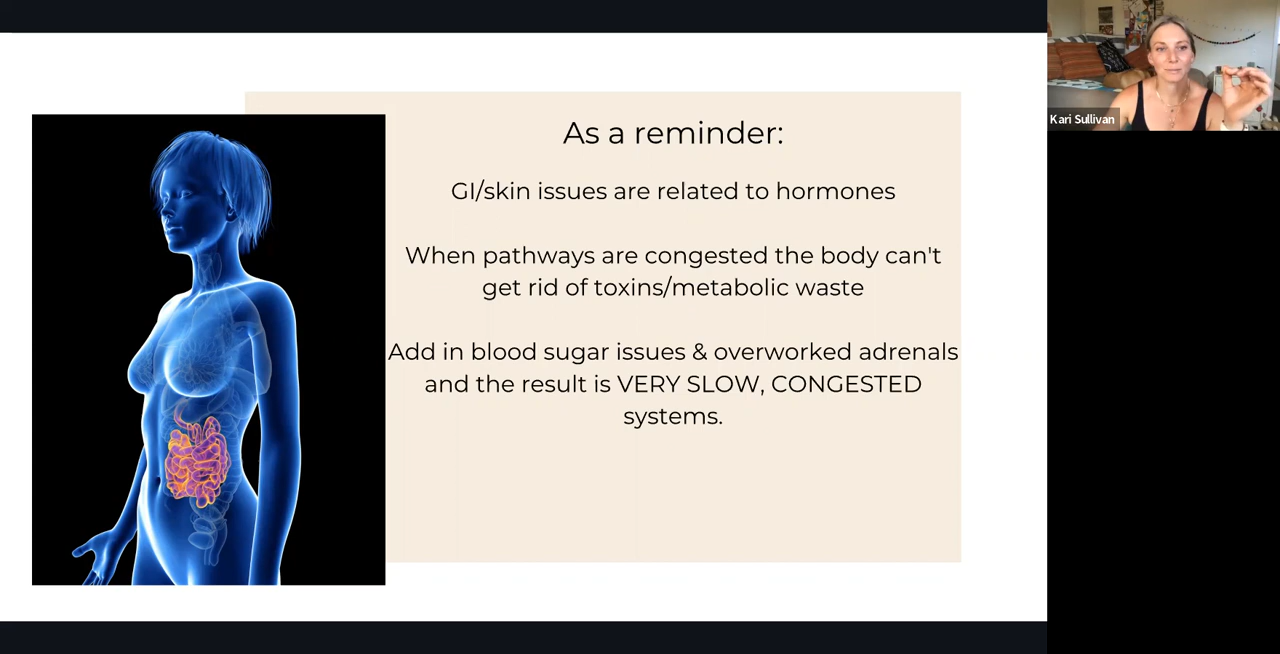 As a reminder:
GI/skin issues are related to hormones
When pathways are congested the body can't
get rid of toxins/metabolic waste
Add in blood sugar issues & overworked adrenals
and the result is VERY SLOW, CONGESTED
systems.
Kari Sullivan